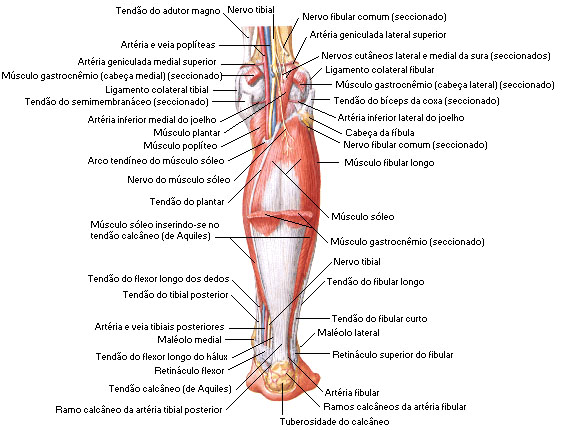 Tendão do adutor magno
Nervo tibial
Nervo fibular comum (seccionado)
Artéria e veia poplíteas
Artéria geniculada lateral superior
Artéria geniculada medial superior
Nervos cutâneos lateral e medial da sura (seccionados)
Músculo gastrocnêmio (cabeça medial) (seccionado)
Ligamento colateral fibular
Ligamento colateral tibial
Músculo gastrocnêmio (cabeça lateral) (seccionado)
Tendão do semimembranáceo (seccionado)
Tendão do bíceps da coxa (seccionado)
Artéria inferior medial do joelho
Artéria inferior lateral do joelho
Músculo plantar
Cabeça da fíbula
Músculo poplíteo
Nervo fibular comum (seccionado)
Arco tendíneo do músculo sóleo
Músculo fibular longo
Nervo do músculo sóleo
Tendão do plantar
Músculo sóleo
Músculo sóleo inserindo-se no
tendão calcâneo (de Aquiles)
Músculo gastrocnêmio (seccionado)
Nervo tibial
Tendão do flexor longo dos dedos
Tendão do fibular longo
Tendão do tibial posterior
Tendão do fibular curto
Artéria e veia tibiais posteriores
Maléolo lateral
Maléolo medial
Tendão do flexor longo do hálux
Retináculo superior do fibular
Retináculo flexor
Tendão calcâneo (de Aquiles)
Artéria fibular
Ramo calcâneo da artéria tibial posterior
Ramos calcâneos da artéria fibular
Tuberosidade do calcâneo